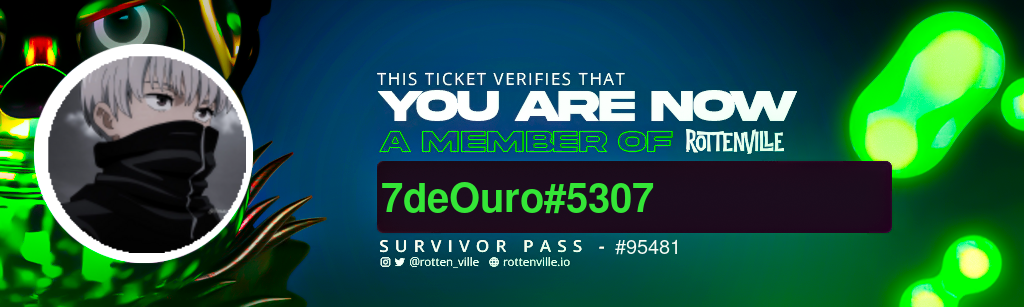 THIS TICKET VERIFIES THAT
YOU ARE NOW
A MEMBER OF ROTTENVILLE
7deOuro#5307
SURVIVOR PASS - #95481
@rotten_ville rottenville.io